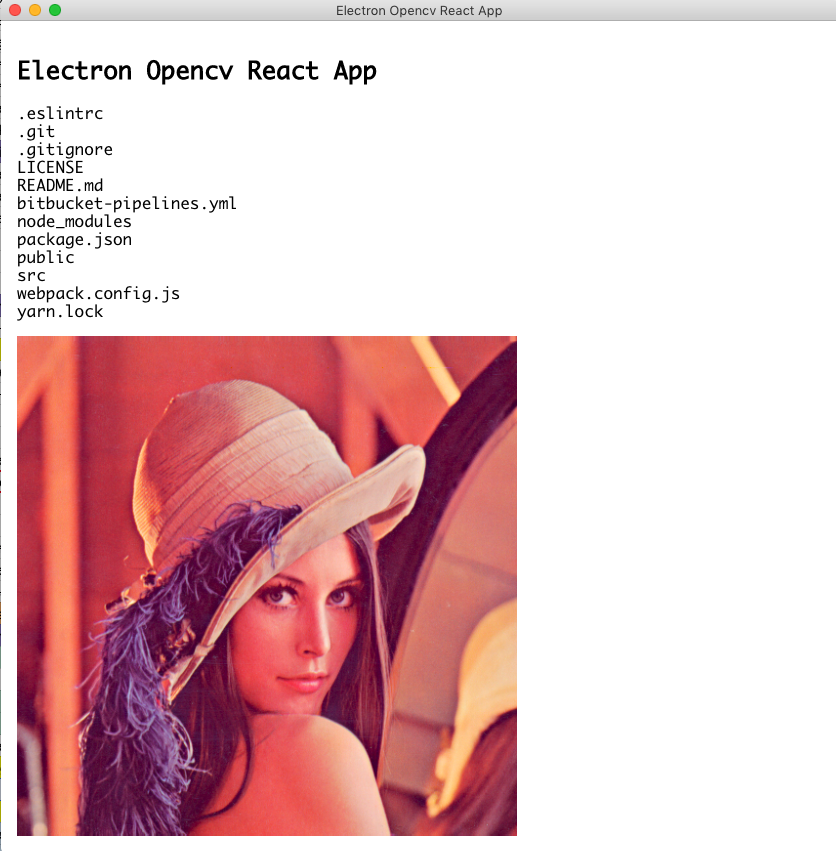 Electron Opencv React App
Electron Opencv React App
.eslintrc
.git
.gitignore
LICENSE
README.md
bitbucket-pipelines.yml
node_modules
package.json
public
src
webpack.config.js
yarn.lock